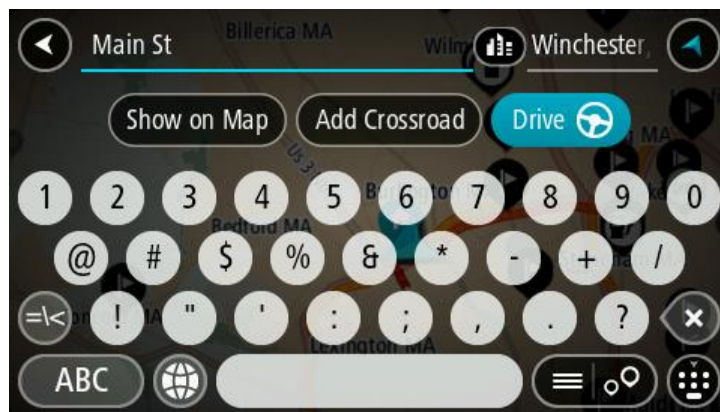 Main St
Winchester,
Show on Map
Add Crossroad
Drive
Billerica MA
Bedford MA
Lexington MA
1 2 3 4 5 6 7 8 9 0
@ # $ % & * - + /
=\< ! " ' : ; , . ?
ABC